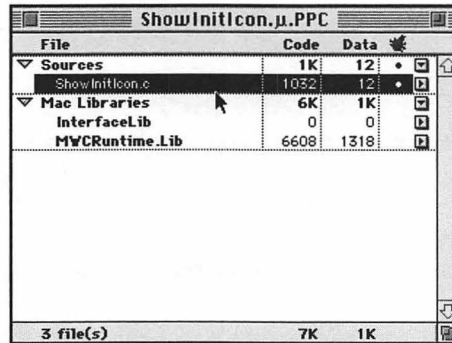 ShowInitIcon.µ.PPC
File Code Data
Sources 1K 12 •
ShowInitIcon.c 1032 12 •
Mac Libraries 6K 1K
InterfaceLib 0 0
MWCRuntime.Lib 6608 1318
3 file(s) 7K 1K